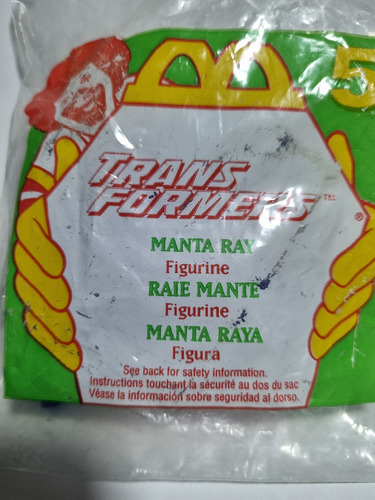 5
TRANSFORMERS™
®
MANTA RAY
Figurine
RAIE MANTE
Figurine
MANTA RAYA
Figura
See back for safety information.
Instructions touchant la sécurité au dos du sac
Véase la información sobre seguridad al dorso.